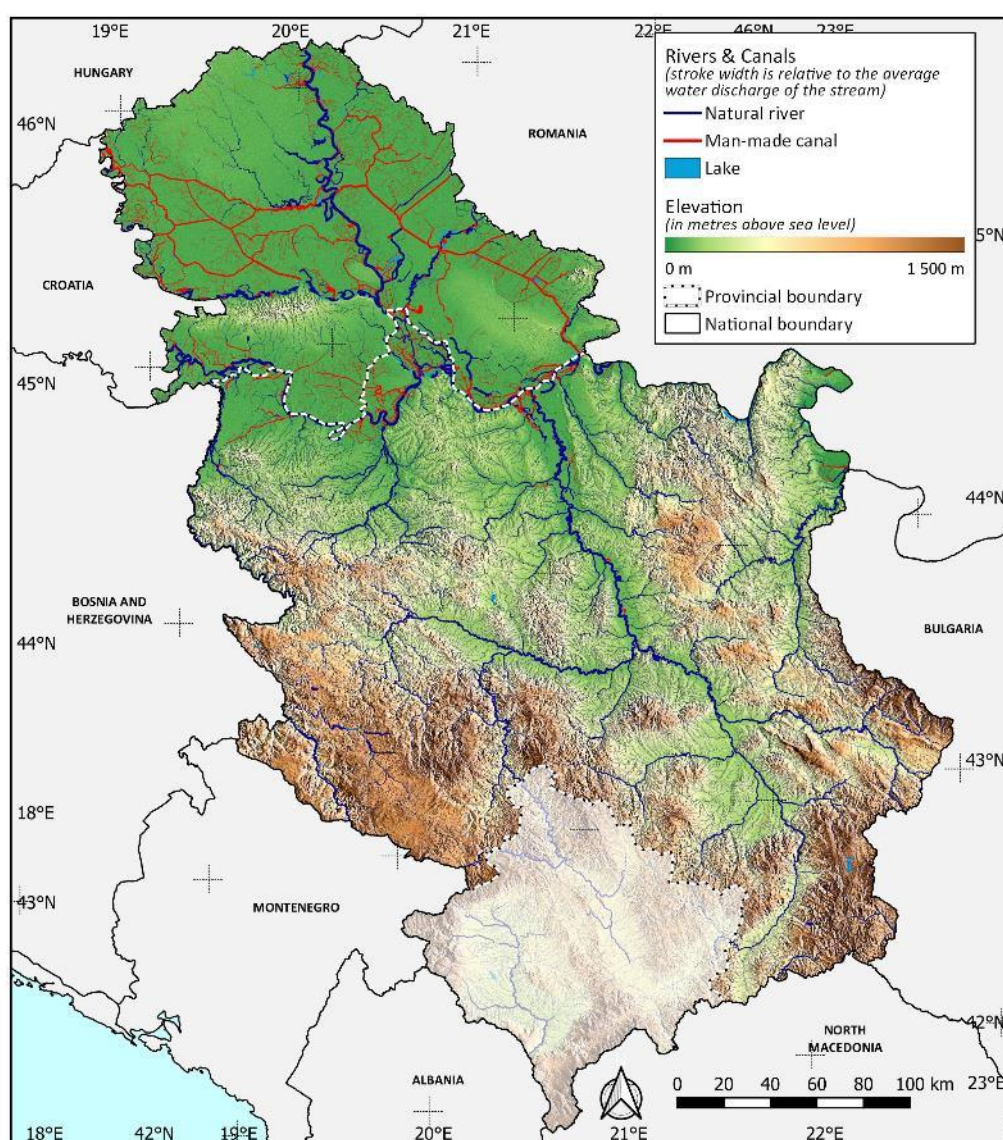 19°E
20°E
21°E
22°E
46°N
23°E
HUNGARY
46°N
ROMANIA
Rivers & Canals
(stroke width is relative to the average
water discharge of the stream)
Natural river
Man-made canal
Lake
Elevation
(in metres above sea level)
0 m
1 500 m
Provincial boundary
National boundary
5°N
CROATIA
45°N
44°N
BOSNIA AND
HERZEGOVINA
44°N
BULGARIA
43°N
18°E
43°N
MONTENEGRO
42°N
NORTH
MACEDONIA
ALBANIA
23°E
0 20 40 60 80 100 km
18°E
42°N
19°E
20°E
21°E
22°E